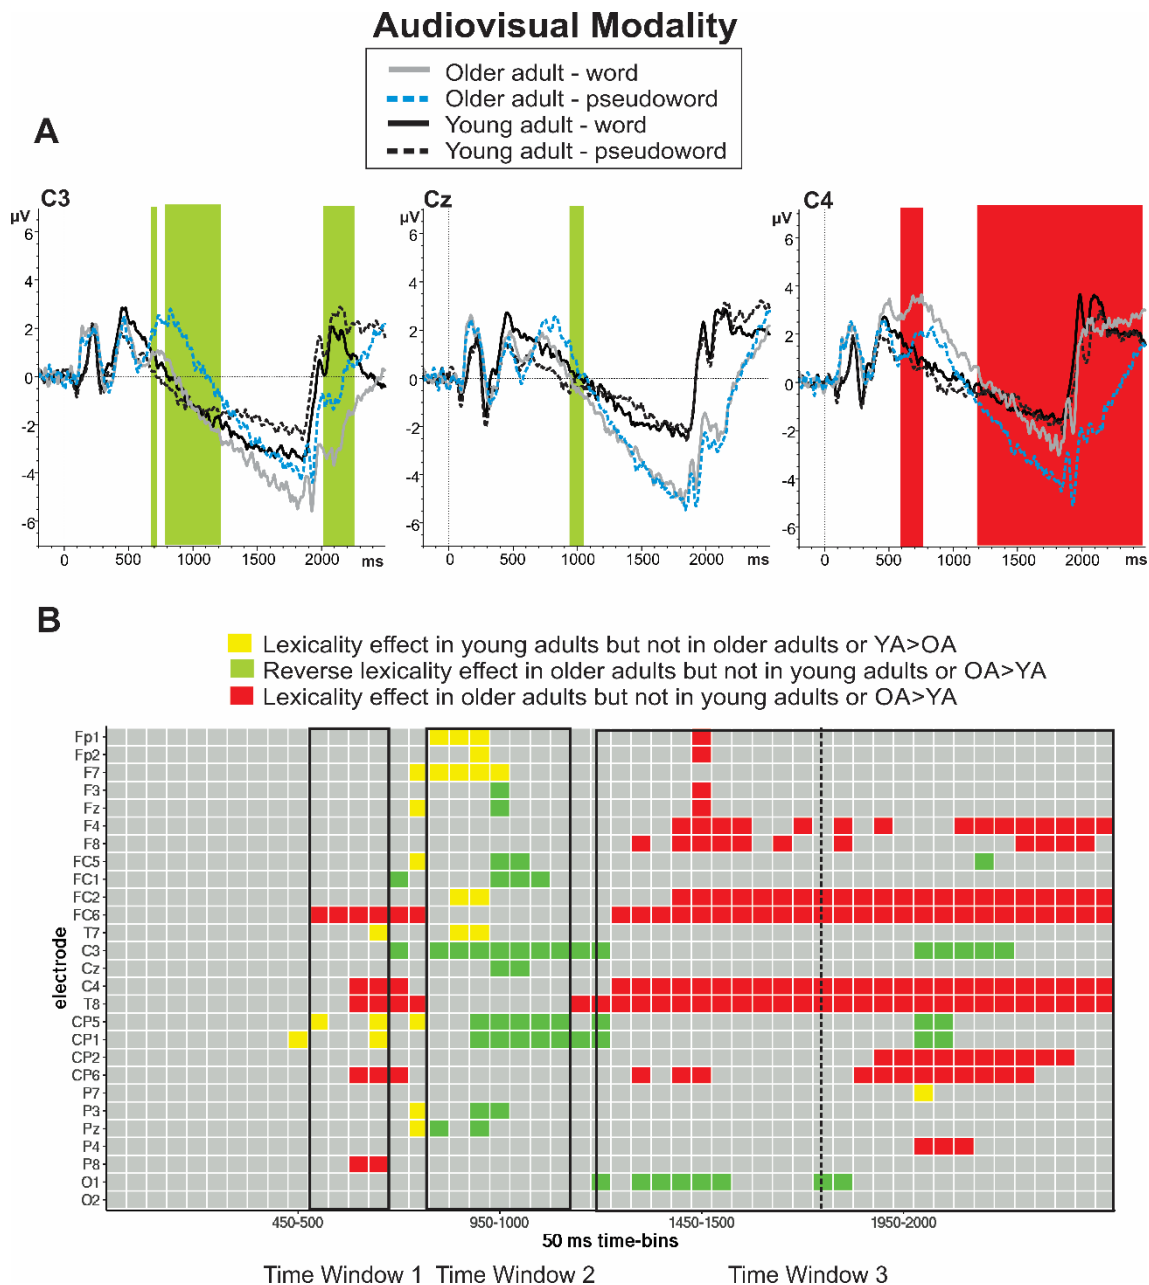 Audiovisual Modality
Older adult - word
Older adult - pseudoword
Young adult - word
Young adult - pseudoword
A
C3
Cz
C4
µV
6
4
2
0
-2
-4
-6
0 500 1000 1500 2000 ms
µV
6
4
2
0
-2
-4
-6
0 500 1000 1500 2000 ms
µV
6
4
2
0
-2
-4
-6
0 500 1000 1500 2000 ms
B
Lexicality effect in young adults but not in older adults or YA>OA
Reverse lexicality effect in older adults but not in young adults or OA>YA
Lexicality effect in older adults but not in young adults or OA>YA
electrode
Fp1
Fp2
F7
F3
Fz
F4
F8
FC5
FC1
FC2
FC6
T7
C3
Cz
C4
T8
CP5
CP1
CP2
CP6
P7
P3
Pz
P4
P8
O1
O2
450-500 950-1000 1450-1500 1950-2000
50 ms time-bins
Time Window 1 Time Window 2 Time Window 3